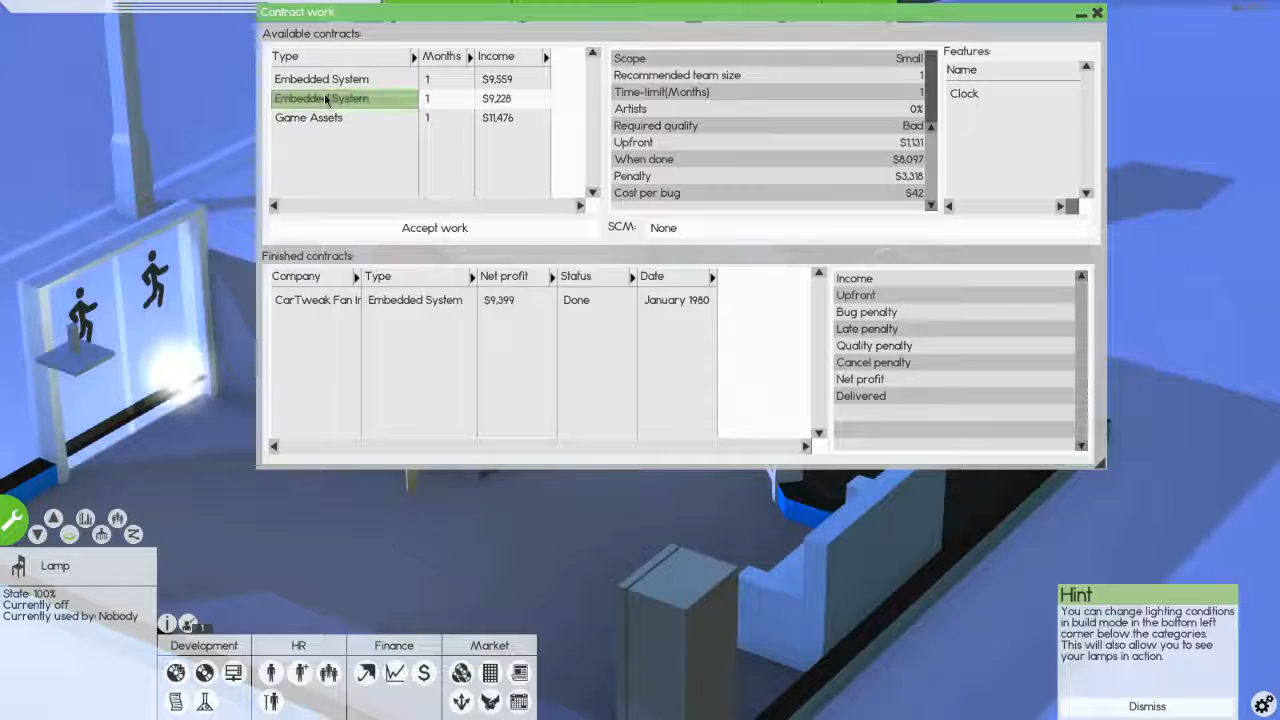 Contract work
Available contracts:
Type Months Income
Embedded System 1 $9,559
Embedded System 1 $9,228
Game Assets 1 $11,476
Accept work
Scope Small
Recommended team size 1
Time-limit(Months) 1
Artists 0%
Required quality Bad
Upfront $1,131
When done $8,097
Penalty $3,318
Cost per bug $42
SCM: None
Features:
Name
Clock
Finished contracts:
Company Type Net profit Status Date
CarTweak Fan Ir Embedded System $9,399 Done January 1980
Income
Upfront
Bug penalty
Late penalty
Quality penalty
Cancel penalty
Net profit
Delivered
Lamp
State: 100%
Currently off
Currently used by: Nobody
1
Development HR Finance Market
Hint
You can change lighting conditions
in build mode in the bottom left
corner below the categories.
This will also allow you to see
your lamps in action.
Dismiss